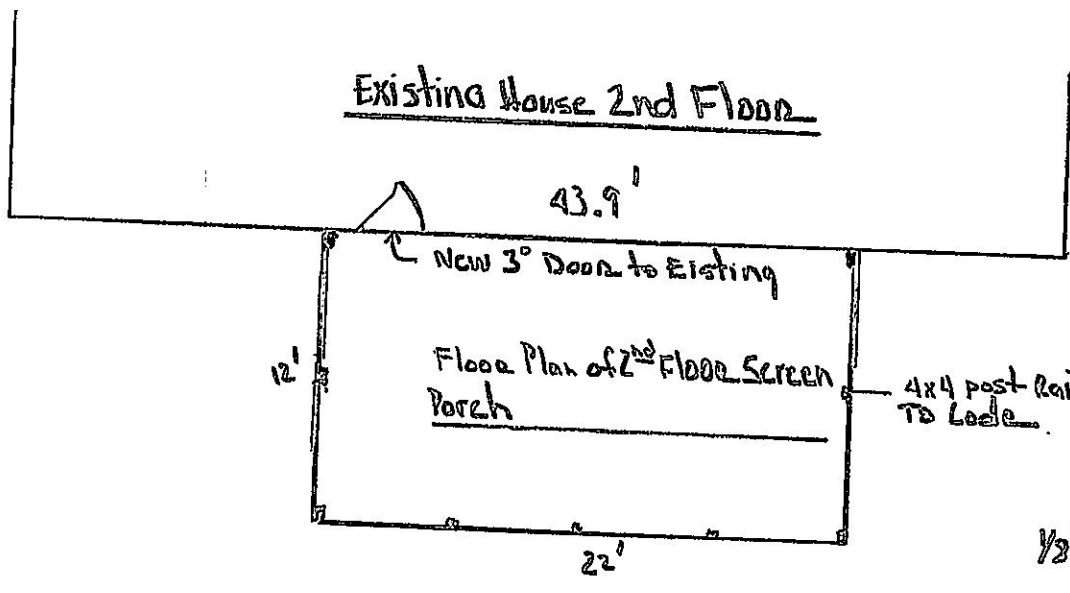 Existing House 2nd Floor
43.9'
New 3° Door to Eisting
12'
Floor Plan of 2nd Floor Screen
Porch
4x4 post Rai
To Code.
22'
1/8